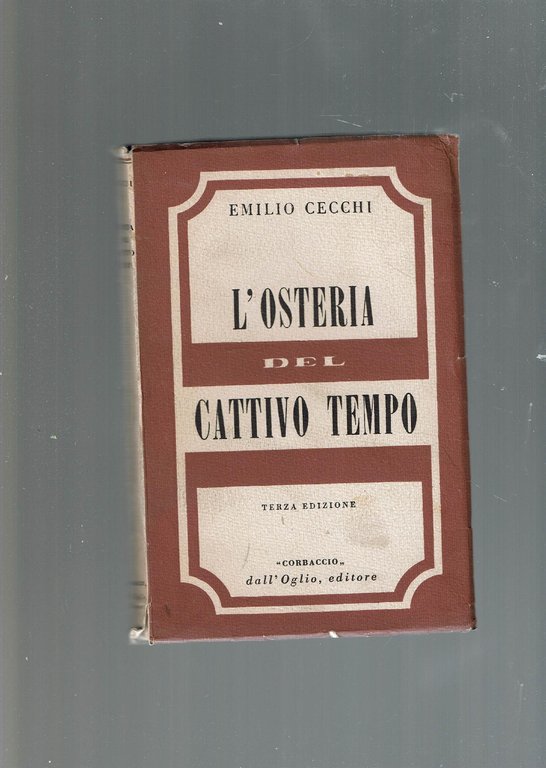 EMILIO CECCHI
L'OSTERIA
DEL
CATTIVO TEMPO
TERZA EDIZIONE
"CORBACCIO„
dall'Oglio, editore